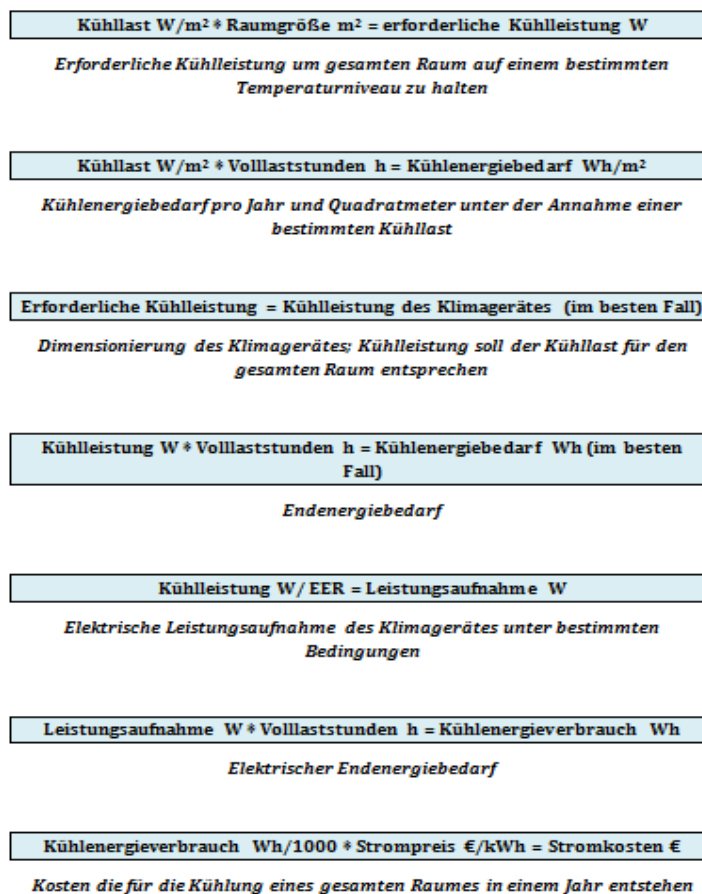 Kühllast W/m² * Raumgröße m² = erforderliche Kühlleistung W
Erforderliche Kühlleistung um gesamten Raum auf einem bestimmten
Temperaturniveau zu halten
Kühllast W/m² * Volllaststunden h = Kühlenergiebedarf Wh/m²
Kühlenergiebedarf pro Jahr und Quadratmeter unter der Annahme einer
bestimmten Kühllast
Erforderliche Kühlleistung = Kühlleistung des Klimagerätes (im besten Fall)
Dimensionierung des Klimagerätes; Kühlleistung soll der Kühllast für den
gesamten Raum entsprechen
Kühlleistung W * Volllaststunden h = Kühlenergiebedarf Wh (im besten
Fall)
Endenergiebedarf
Kühlleistung W/ EER = Leistungsaufnahme W
Elektrische Leistungsaufnahme des Klimagerätes unter bestimmten
Bedingungen
Leistungsaufnahme W * Volllaststunden h = Kühlenergieverbrauch Wh
Elektrischer Endenergiebedarf
Kühlenergieverbrauch Wh/1000 * Strompreis €/kWh = Stromkosten €
Kosten die für die Kühlung eines gesamten Raumes in einem Jahr entstehen